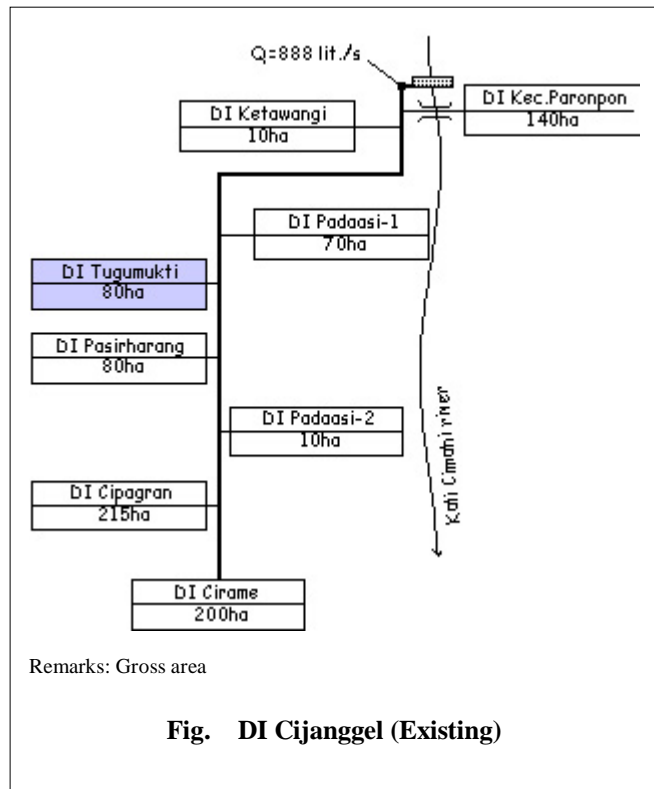 Q=888 lit./s
DI Kec.Paronpon
140ha
DI Ketawangi
10ha
DI Padaasi-1
70ha
DI Tugumukti
80ha
DI Pasirharang
80ha
DI Padaasi-2
10ha
Kali Cimahi river
DI Cipagran
215ha
DI Cirame
200ha
Remarks: Gross area
Fig. DI Cijanggel (Existing)